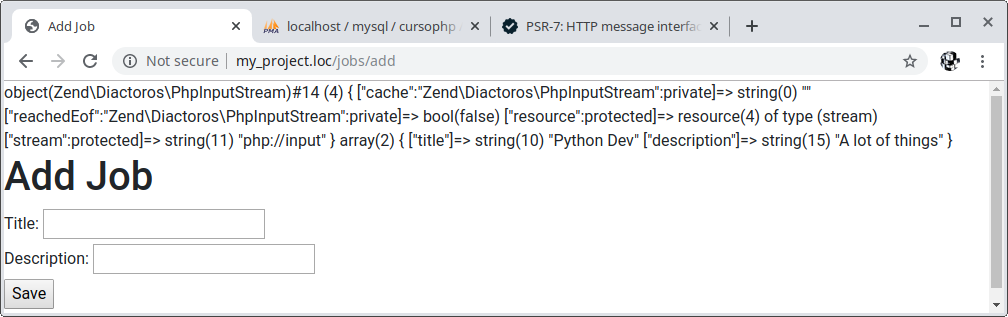 Add Job
localhost / mysql / cursophp
PSR-7: HTTP message interfac
Not secure | my_project.loc/jobs/add
object(Zend\Diactoros\PhpInputStream)#14 (4) { ["cache":"Zend\Diactoros\PhpInputStream":private]=> string(0) ""
["reachedEof":"Zend\Diactoros\PhpInputStream":private]=> bool(false) ["resource":protected]=> resource(4) of type (stream)
["stream":protected]=> string(11) "php://input" } array(2) { ["title"]=> string(10) "Python Dev" ["description"]=> string(15) "A lot of things" }
Add Job
Title:
Description:
Save